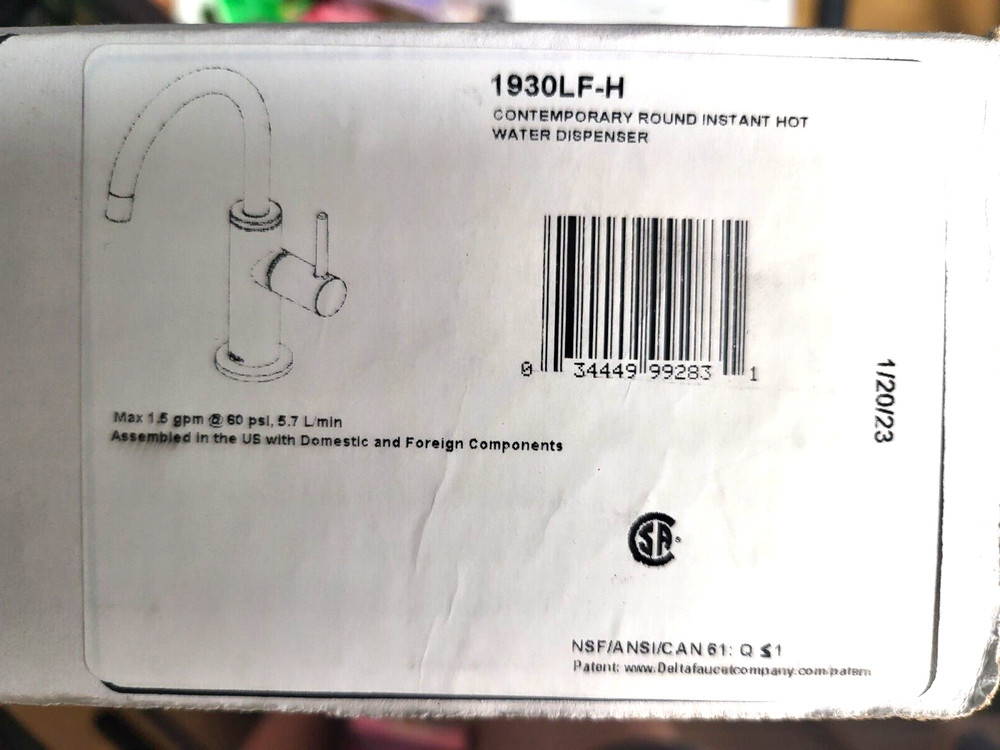 1930LF-H
CONTEMPORARY ROUND INSTANT HOT
WATER DISPENSER
0 34449 99283 1
1/20/23
Max 1.5 gpm @ 60 psi, 5.7 L/min
Assembled in the US with Domestic and Foreign Components
CSA
NSF/ANSI/CAN 61: Q ≤1
Patent: www.Deltafaucetcompany.com/patent